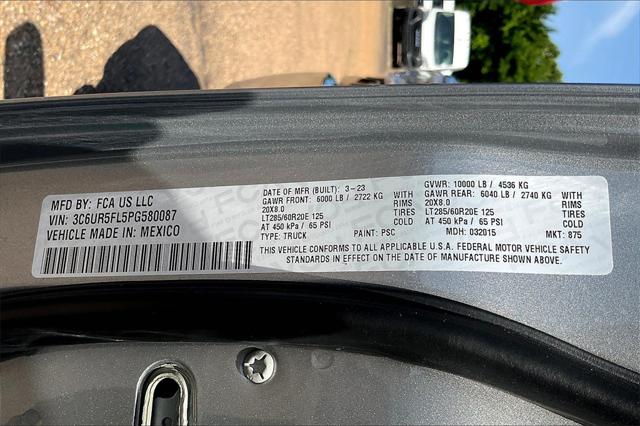 MFD BY: FCA US LLC
VIN: 3C6UR5FL5PG580087
VEHICLE MADE IN: MEXICO
DATE OF MFR (BUILT): 3-23
GAWR FRONT: 6000 LB / 2722 KG WITH
20X8.0 RIMS
LT285/60R20E 125 TIRES
AT 450 kPa / 65 PSI COLD
TYPE: TRUCK PAINT: PSC
GVWR: 10000 LB / 4536 KG
GAWR REAR: 6040 LB / 2740 KG WITH
20X8.0 RIMS
LT285/60R20E 125 TIRES
AT 450 kPa / 65 PSI COLD
MDH: 032015 MKT: 875
THIS VEHICLE CONFORMS TO ALL APPLICABLE U.S.A. FEDERAL MOTOR VEHICLE SAFETY
STANDARDS IN EFFECT ON THE DATE OF MANUFACTURE SHOWN ABOVE.